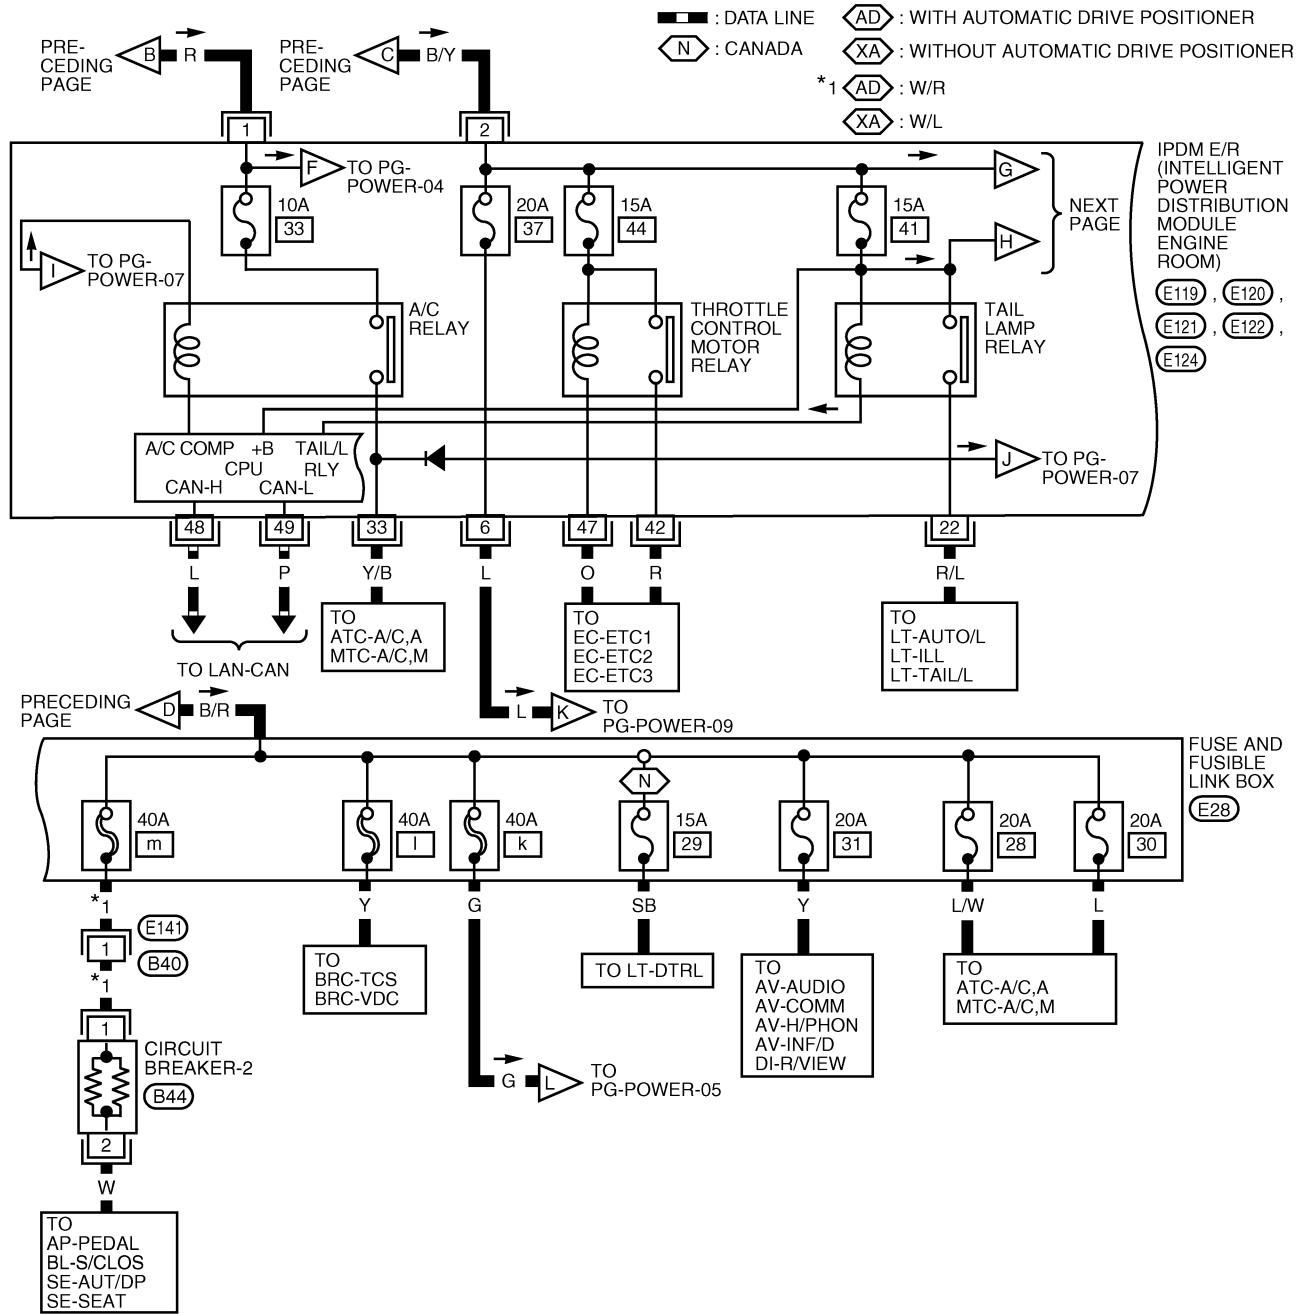 : DATA LINE
N : CANADA
AD : WITH AUTOMATIC DRIVE POSITIONER
XA : WITHOUT AUTOMATIC DRIVE POSITIONER
*1 AD : W/R
XA : W/L
PRE-
CEDING
PAGE
B R
PRE-
CEDING
PAGE
C B/Y
1
2
F
TO PG-
POWER-04
G
H
NEXT
PAGE
IPDM E/R
(INTELLIGENT
POWER
DISTRIBUTION
MODULE
ENGINE
ROOM)
E119 , E120 ,
E121 , E122 ,
E124
10A
33
20A
37
15A
44
15A
41
I
TO PG-
POWER-07
A/C
RELAY
THROTTLE
CONTROL
MOTOR
RELAY
TAIL
LAMP
RELAY
A/C COMP +B TAIL/L
CPU RLY
CAN-H CAN-L
J
TO PG-
POWER-07
48 49 33 6 47 42 22
L P Y/B L O R R/L
TO LAN-CAN
TO
ATC-A/C,A
MTC-A/C,M
TO
EC-ETC1
EC-ETC2
EC-ETC3
TO
LT-AUTO/L
LT-ILL
LT-TAIL/L
L K
TO
PG-POWER-09
PRECEDING
PAGE
D B/R
FUSE AND
FUSIBLE
LINK BOX
E28
N
40A
m
40A
l
40A
k
15A
29
20A
31
20A
28
20A
30
*1 Y G SB Y L/W L
E141
1
B40
*1
1
CIRCUIT
BREAKER-2
B44
2
W
TO
AP-PEDAL
BL-S/CLOS
SE-AUT/DP
SE-SEAT
TO
BRC-TCS
BRC-VDC
G L
TO
PG-POWER-05
TO LT-DTRL
TO
AV-AUDIO
AV-COMM
AV-H/PHON
AV-INF/D
DI-R/VIEW
TO
ATC-A/C,A
MTC-A/C,M